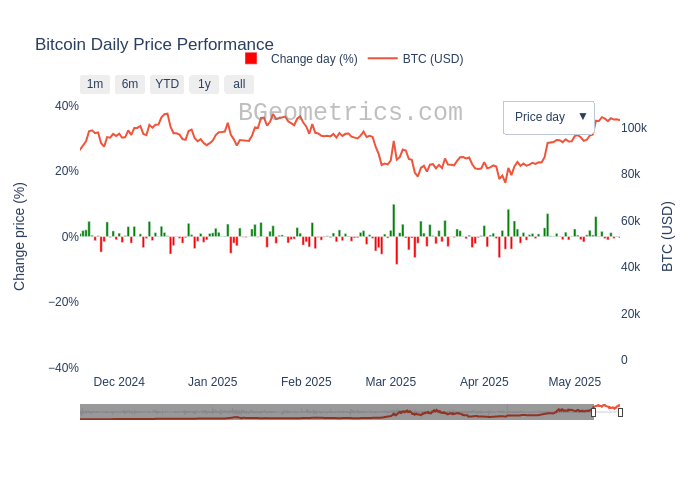 Bitcoin Daily Price Performance
Change day (%) BTC (USD)
1m 6m YTD 1y all
BGeometrics.com
Price day ▼
40%
20%
0%
−20%
−40%
Change price (%)
100k
80k
60k
40k
20k
0
BTC (USD)
Dec 2024 Jan 2025 Feb 2025 Mar 2025 Apr 2025 May 2025